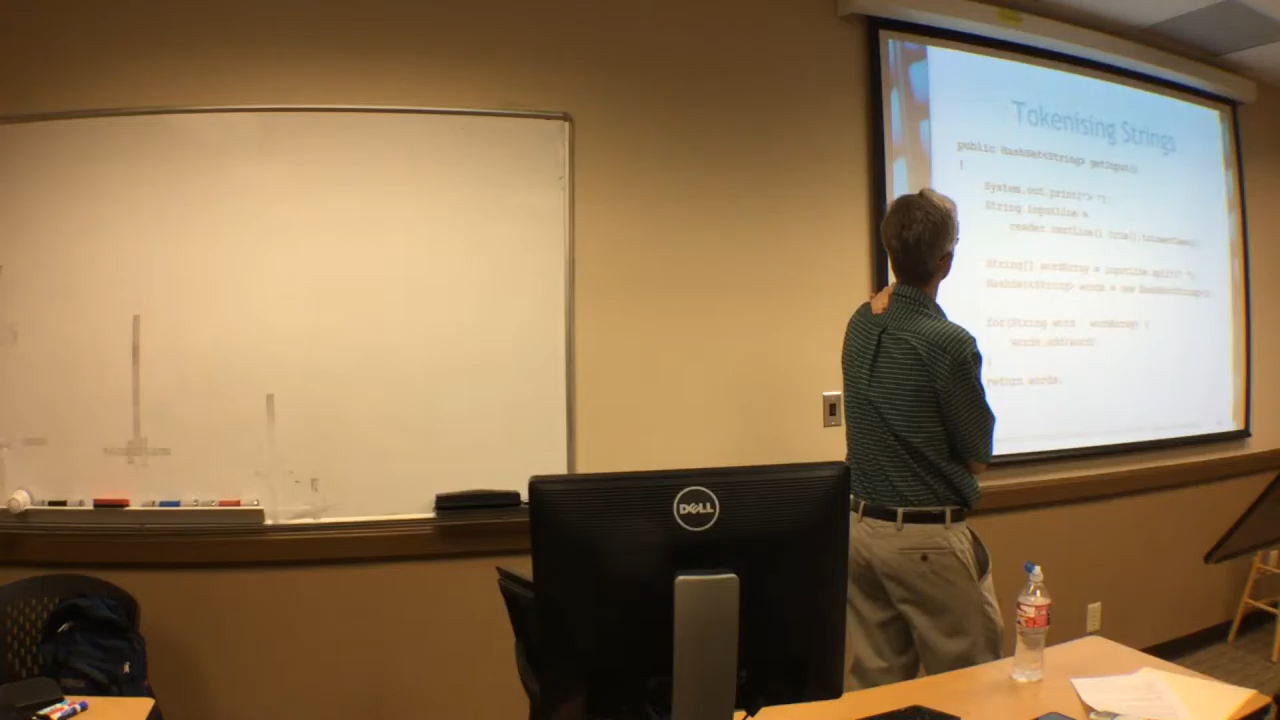 Tokenising Strings
public HashSet<String> getInput()
{
System.out.print("> ");
String inputLine =
reader.nextLine().trim().toLowerCase();
String[] wordArray = inputLine.split(" ");
HashSet<String> words = new HashSet<String>();
for(String word : wordArray) {
words.add(word)
}
return words;
DELL